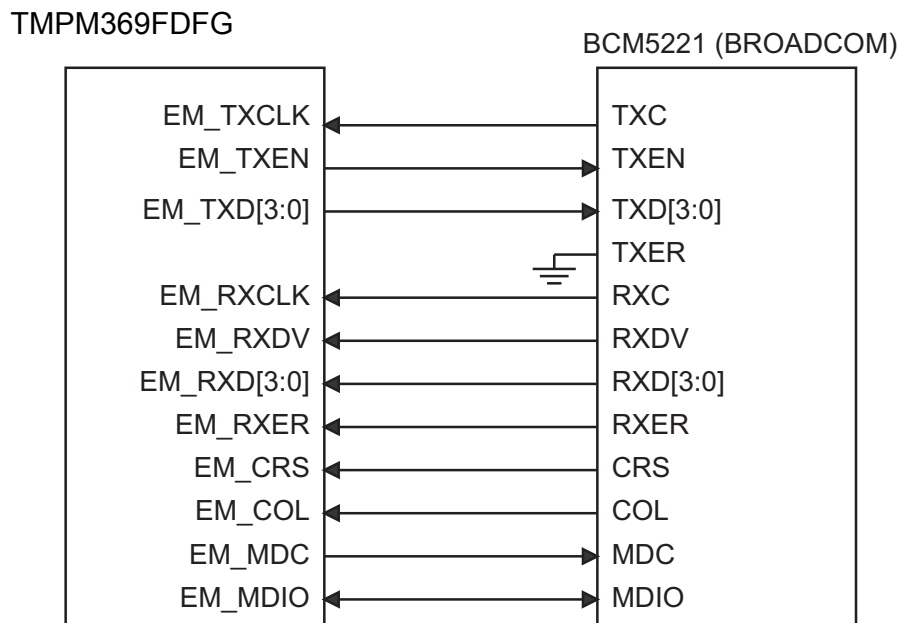 TMPM369FDFG
BCM5221 (BROADCOM)
EM_TXCLK TXC
EM_TXEN TXEN
EM_TXD[3:0] TXD[3:0]
TXER
EM_RXCLK RXC
EM_RXDV RXDV
EM_RXD[3:0] RXD[3:0]
EM_RXER RXER
EM_CRS CRS
EM_COL COL
EM_MDC MDC
EM_MDIO MDIO